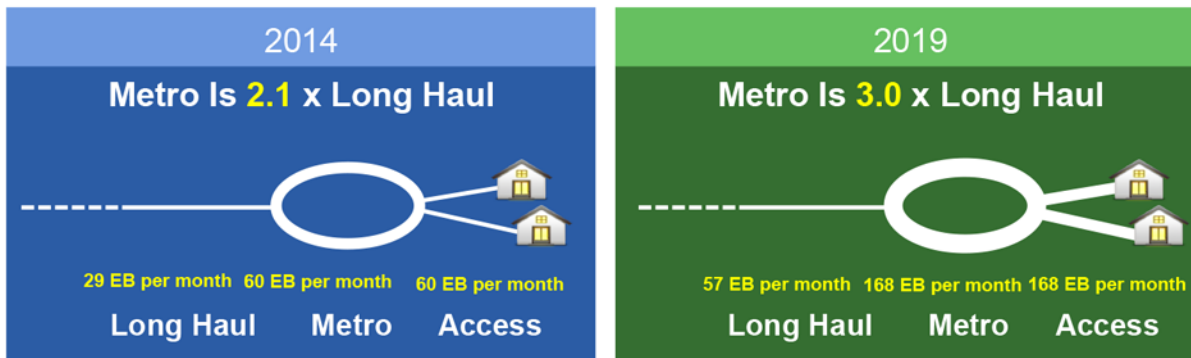 2014
Metro Is 2.1 x Long Haul
29 EB per month 60 EB per month 60 EB per month
Long Haul Metro Access
2019
Metro Is 3.0 x Long Haul
57 EB per month 168 EB per month 168 EB per month
Long Haul Metro Access